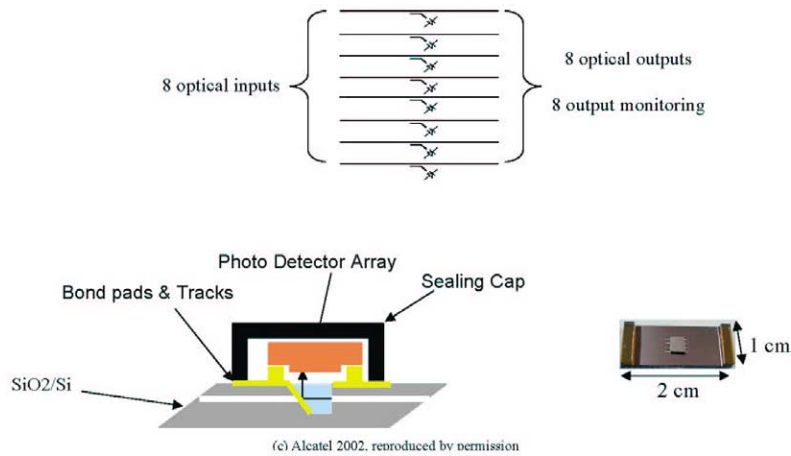 8 optical inputs
8 optical outputs
8 output monitoring
Photo Detector Array
Sealing Cap
Bond pads & Tracks
SiO2/Si
1 cm
2 cm
(c) Alcatel 2002, reproduced by permission